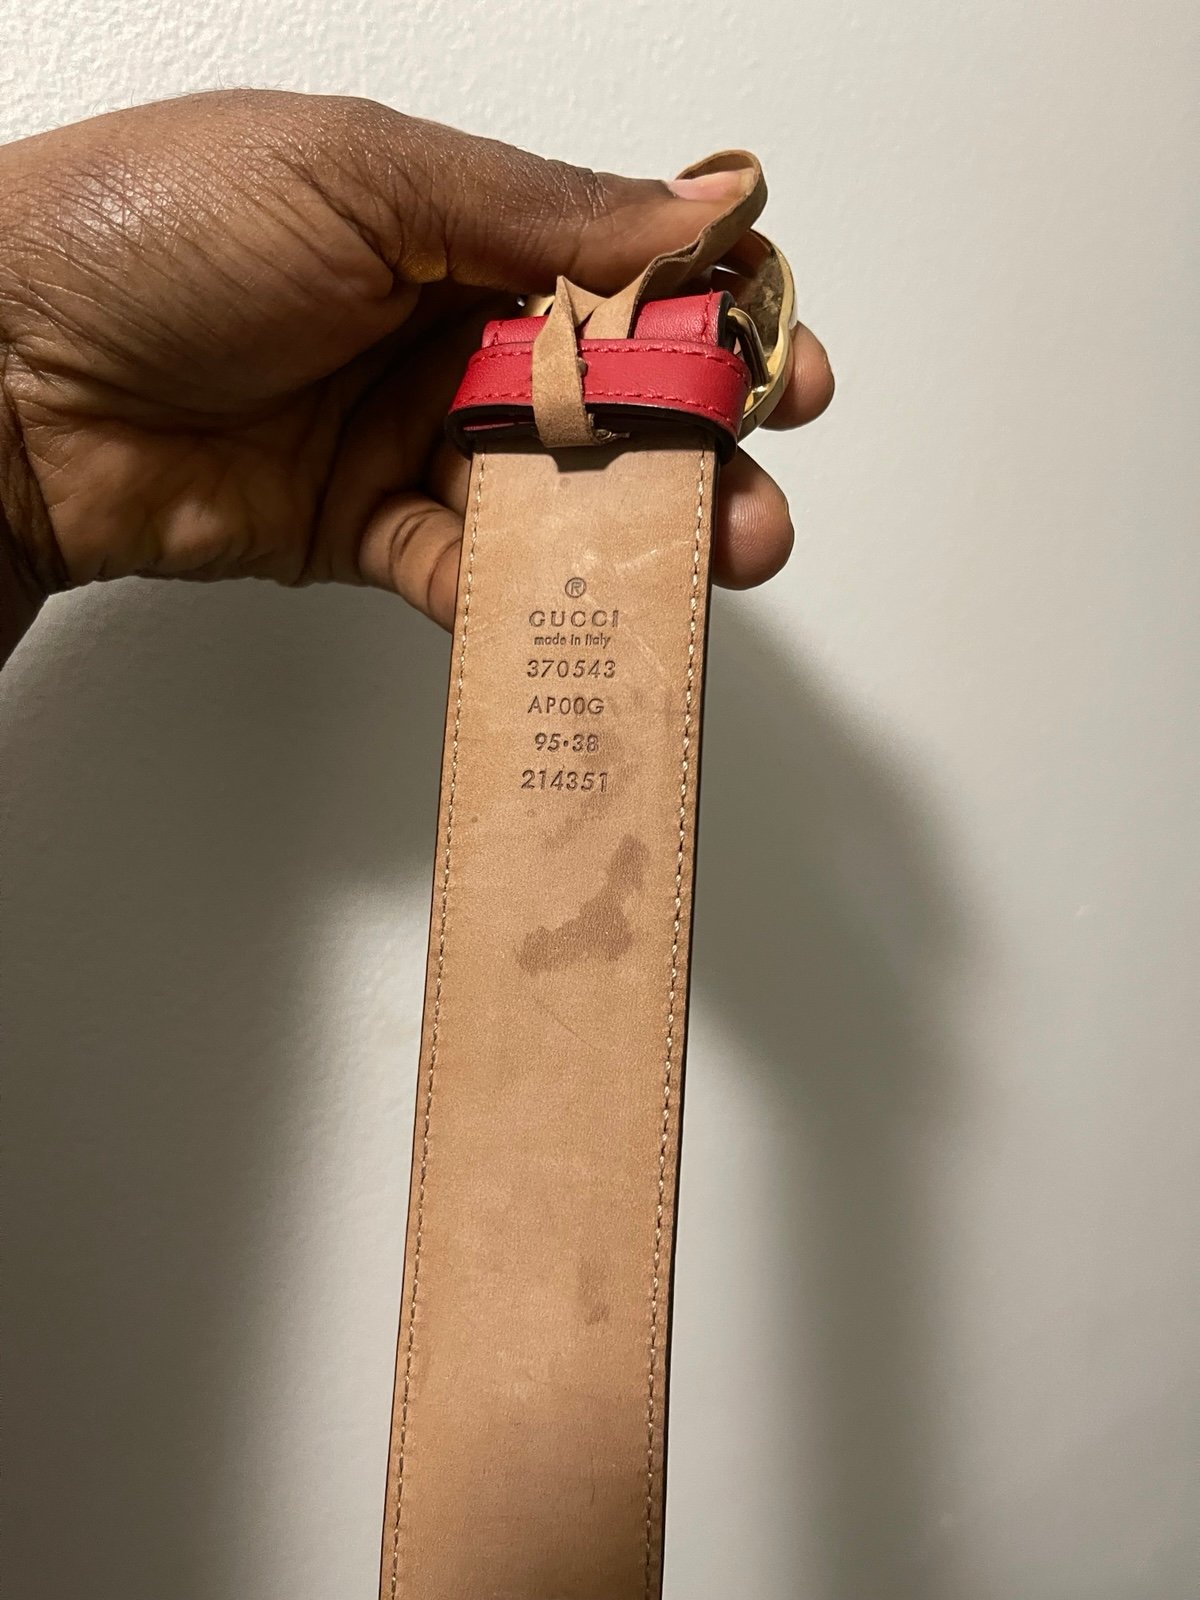 ®
GUCCI
made in italy
370543
AP00G
95·38
214351